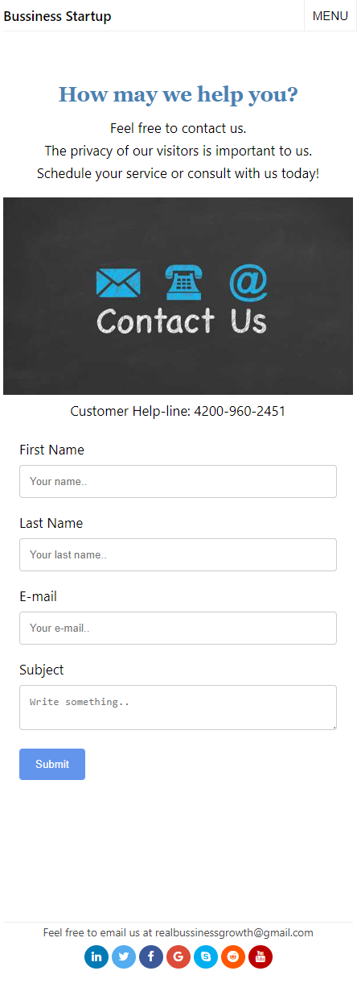 Bussiness Startup
MENU
How may we help you?
Feel free to contact us.
The privacy of our visitors is important to us.
Schedule your service or consult with us today!
@
Contact Us
Customer Help-line: 4200-960-2451
First Name
Your name..
Last Name
Your last name..
E-mail
Your e-mail..
Subject
Write something..
Submit
Feel free to email us at realbussinessgrowth@gmail.com
in f G S You Tube